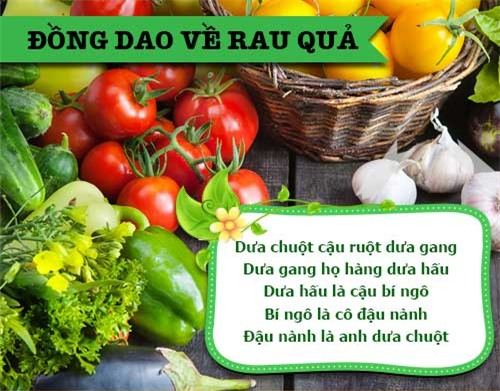 ĐỒNG DAO VỀ RAU QUẢ
Dưa chuột cậu ruột dưa gang
Dưa gang họ hàng dưa hấu
Dưa hấu là cậu bí ngô
Bí ngô là cô đậu nành
Đậu nành là anh dưa chuột